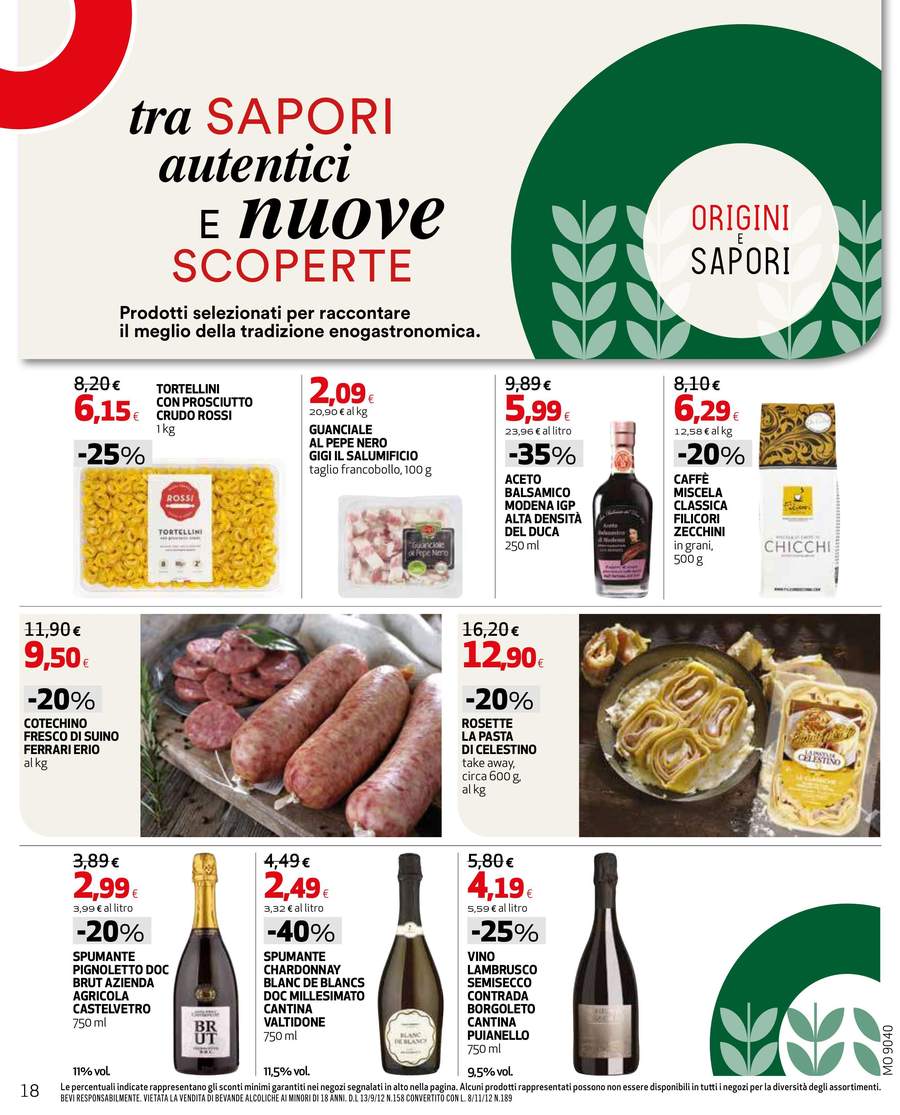 tra SAPORI
autentici
E nuove
SCOPERTE
Prodotti selezionati per raccontare
il meglio della tradizione enogastronomica.
ORIGINI
E
SAPORI
8,20 €
6,15 €
-25%
TORTELLINI
CON PROSCIUTTO
CRUDO ROSSI
1 kg
ROSSI
TORTELLINI
2,09 €
20,90 € al kg
GUANCIALE
AL PEPE NERO
GIGI IL SALUMIFICIO
taglio francobollo, 100 g
Guanciale
al Pepe Nero
9,89 €
5,99 €
23,96 € al litro
-35%
ACETO
BALSAMICO
MODENA IGP
ALTA DENSITÀ
DEL DUCA
250 ml
Aceto
Balsamico
di Modena
8,10 €
6,29 €
12,58 € al kg
-20%
CAFFÈ
MISCELA
CLASSICA
FILICORI
ZECCHINI
in grani,
500 g
CHICCHI
11,90 €
9,50 €
-20%
COTECHINO
FRESCO DI SUINO
FERRARI ERIO
al kg
16,20 €
12,90 €
-20%
ROSETTE
LA PASTA
DI CELESTINO
take away,
circa 600 g,
al kg
LA PASTA DI
CELESTINO
3,89 €
2,99 €
3,99 € al litro
-20%
SPUMANTE
PIGNOLETTO DOC
BRUT AZIENDA
AGRICOLA
CASTELVETRO
750 ml
11% vol.
BR
UT
4,49 €
2,49 €
3,32 € al litro
-40%
SPUMANTE
CHARDONNAY
BLANC DE BLANCS
DOC MILLESIMATO
CANTINA
VALTIDONE
750 ml
11,5% vol.
BLANC
DE BLANCS
5,80 €
4,19 €
5,59 € al litro
-25%
VINO
LAMBRUSCO
SEMISECCO
CONTRADA
BORGOLETO
CANTINA
PUIANELLO
750 ml
9,5% vol.
MO 9040
18
Le percentuali indicate rappresentano gli sconti minimi garantiti nei negozi segnalati in alto nella pagina. Alcuni prodotti rappresentati possono non essere disponibili in tutti i negozi per la diversità degli assortimenti.
BEVI RESPONSABILMENTE. VIETATA LA VENDITA DI BEVANDE ALCOLICHE AI MINORI DI 18 ANNI. D.L 13/9/12 N.158 CONVERTITO CON L. 8/11/12 N.189